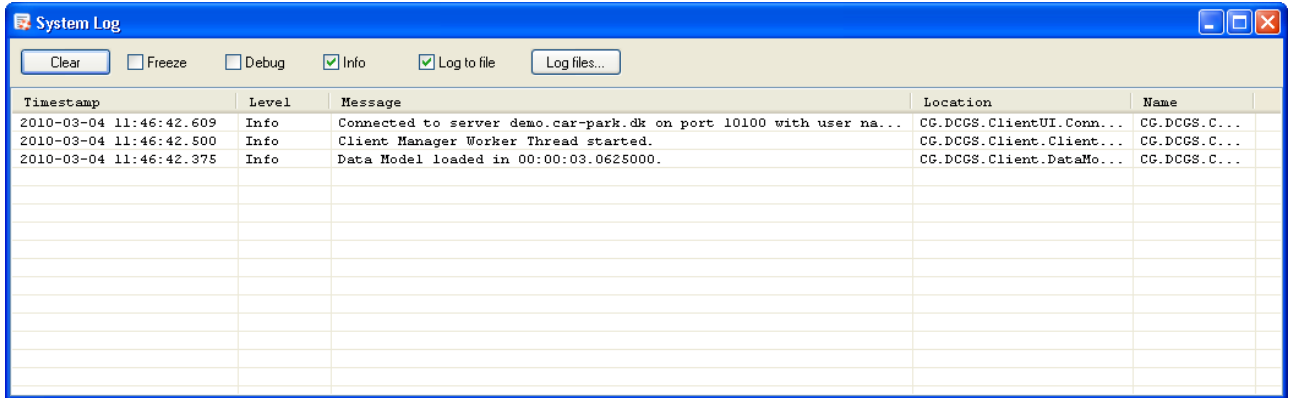 System Log
Clear Freeze Debug Info Log to file Log files...
Timestamp Level Message Location Name
2010-03-04 11:46:42.609 Info Connected to server demo.car-park.dk on port 10100 with user na... CG.DCGS.ClientUI.Conn... CG.DCGS.C...
2010-03-04 11:46:42.500 Info Client Manager Worker Thread started. CG.DCGS.Client.Client... CG.DCGS.C...
2010-03-04 11:46:42.375 Info Data Model loaded in 00:00:03.0625000. CG.DCGS.Client.DataMo... CG.DCGS.C...